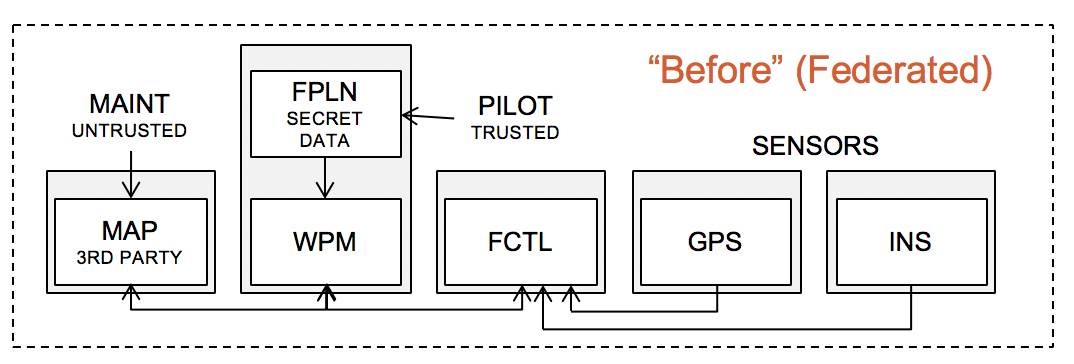 “Before” (Federated)
MAINT
UNTRUSTED
FPLN
SECRET
DATA
PILOT
TRUSTED
SENSORS
MAP
3RD PARTY
WPM
FCTL
GPS
INS